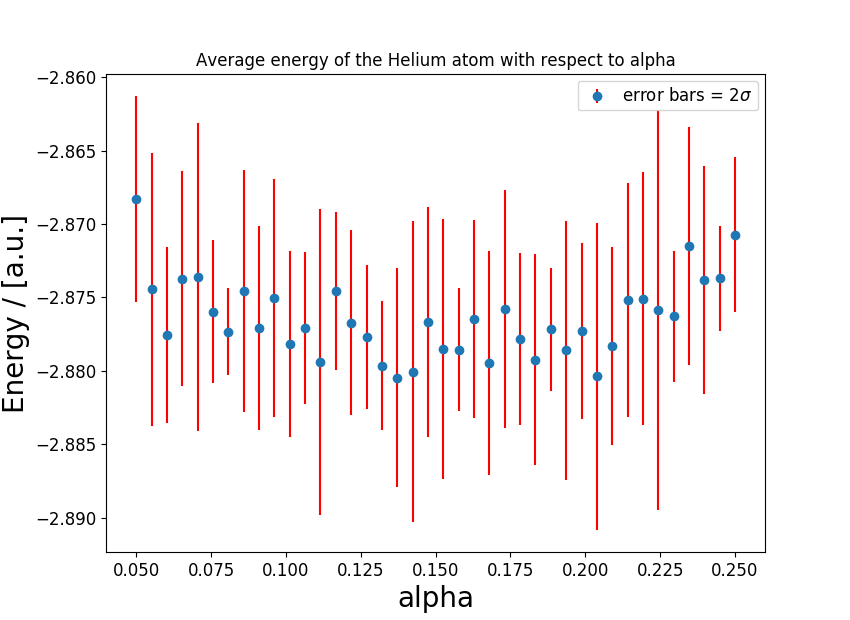 Average energy of the Helium atom with respect to alpha
error bars = 2σ
Energy / [a.u.]
−2.860
−2.865
−2.870
−2.875
−2.880
−2.885
−2.890
0.050 0.075 0.100 0.125 0.150 0.175 0.200 0.225 0.250
alpha